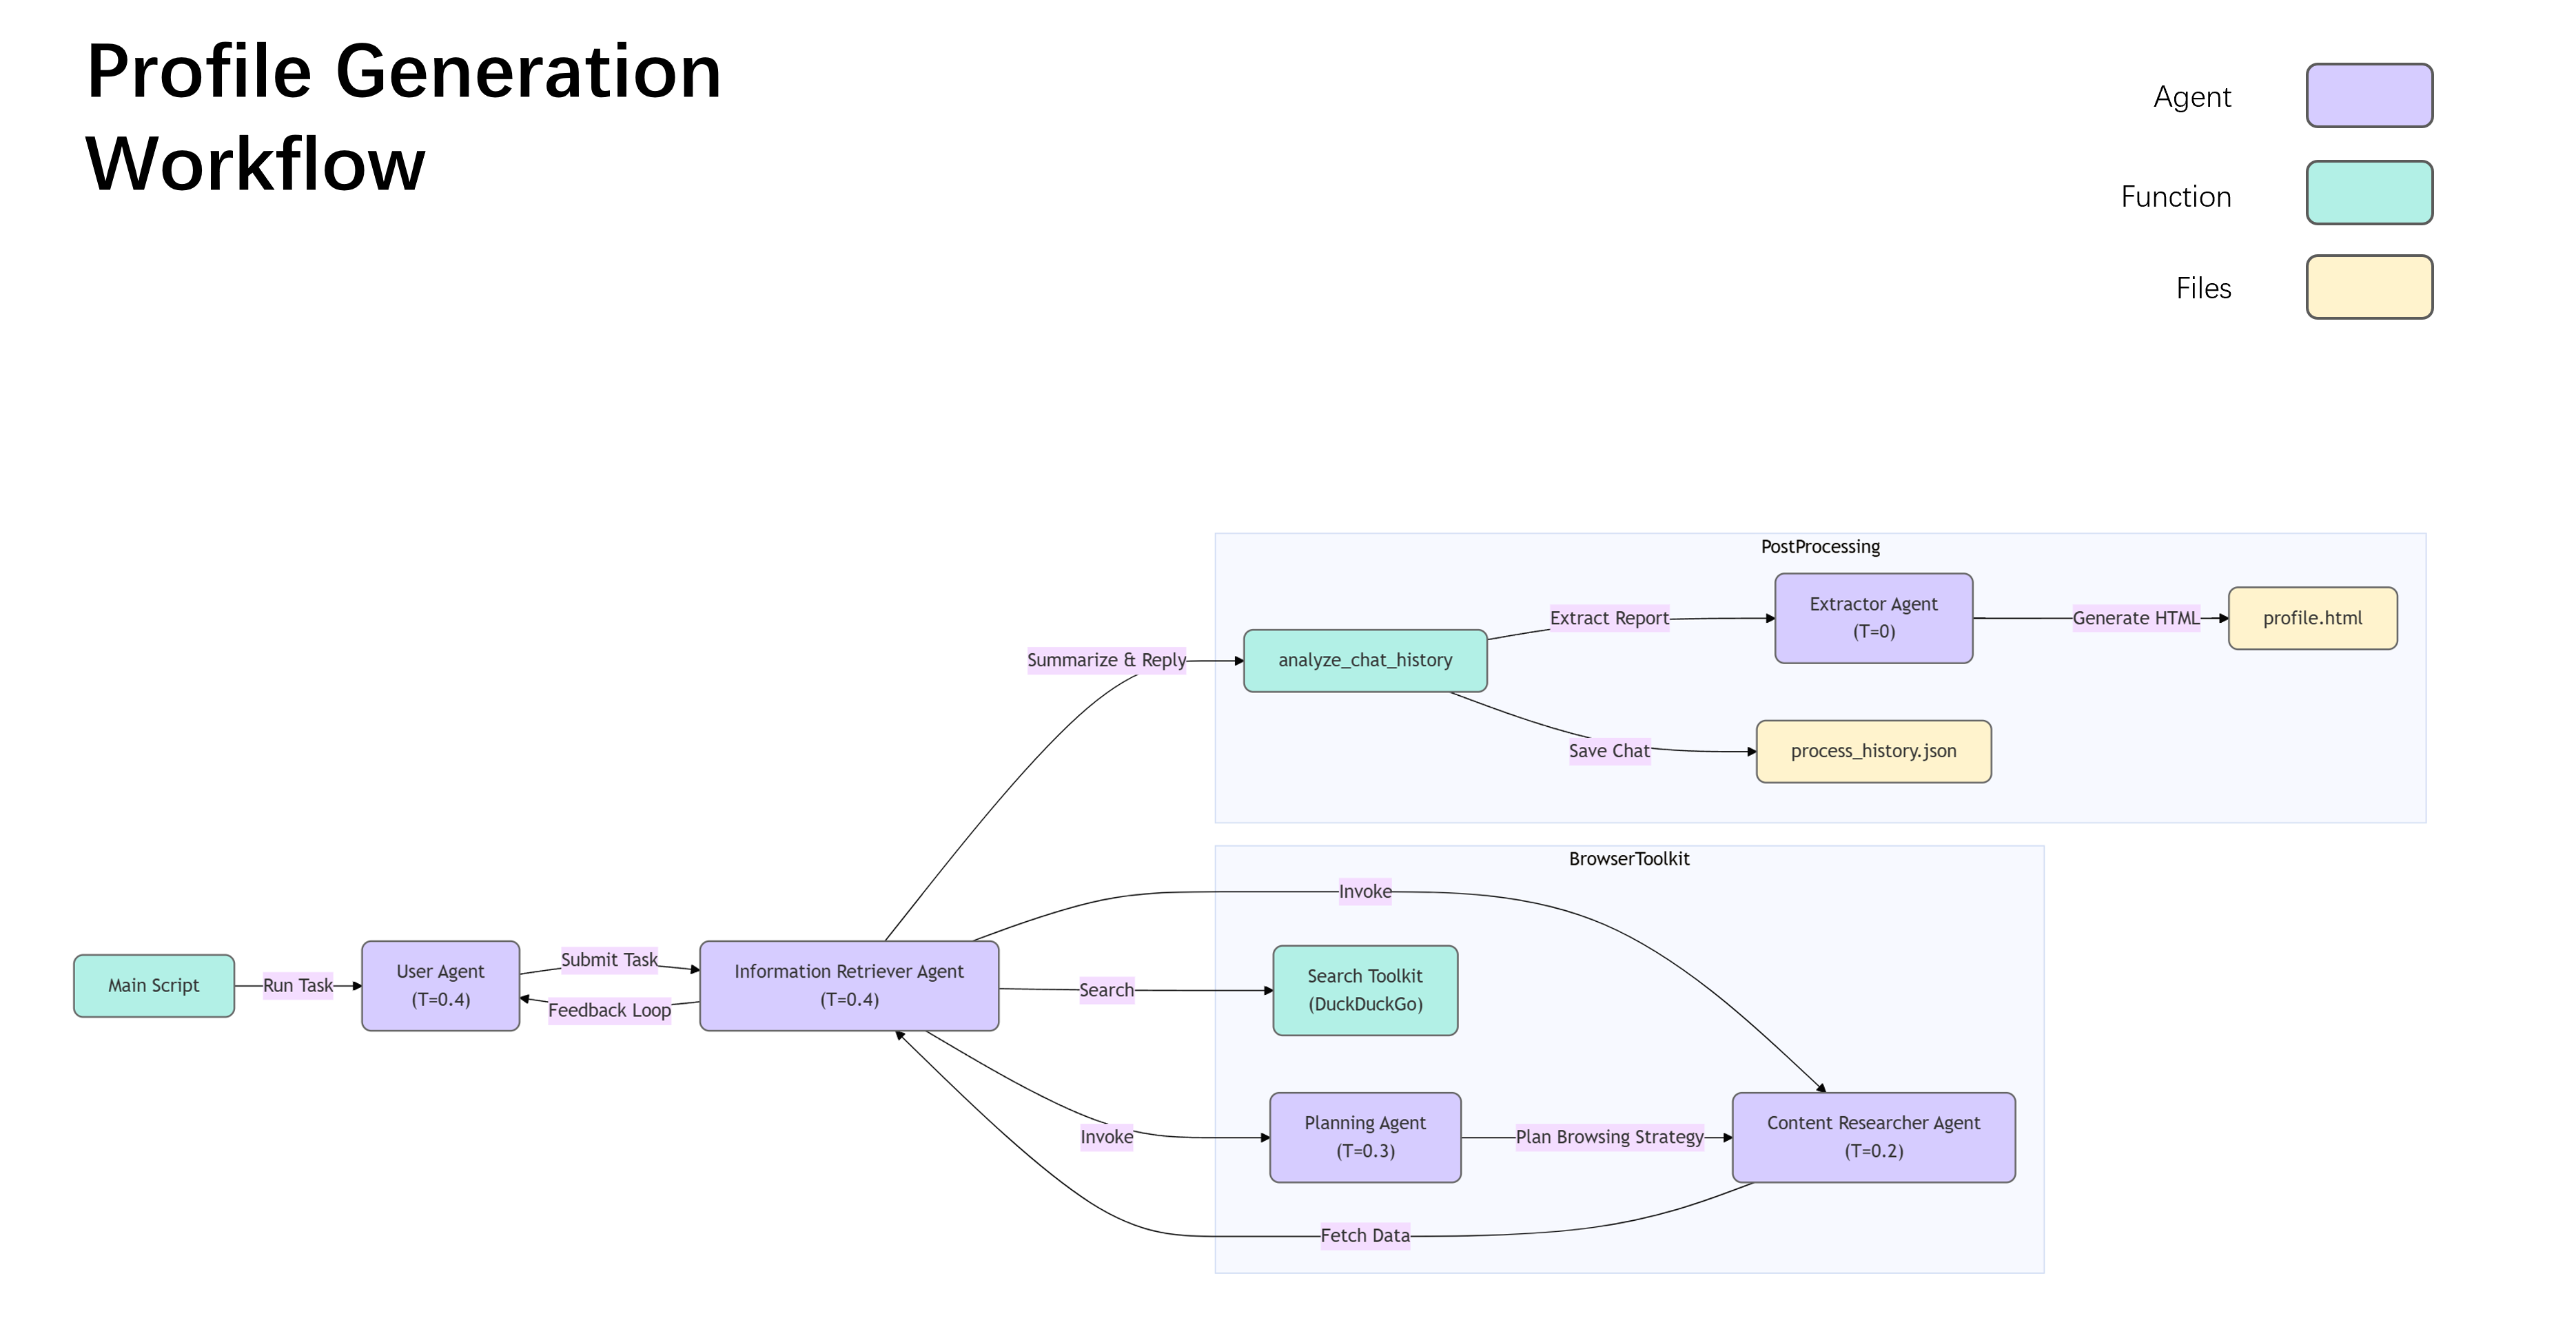 Profile Generation
Workflow
Agent
Function
Files
PostProcessing
Extractor Agent
(T=0)
Extract Report
Generate HTML
profile.html
Summarize & Reply
analyze_chat_history
Save Chat
process_history.json
BrowserToolkit
Invoke
Main Script
Run Task
User Agent
(T=0.4)
Submit Task
Feedback Loop
Information Retriever Agent
(T=0.4)
Search
Search Toolkit
(DuckDuckGo)
Invoke
Planning Agent
(T=0.3)
Plan Browsing Strategy
Content Researcher Agent
(T=0.2)
Fetch Data